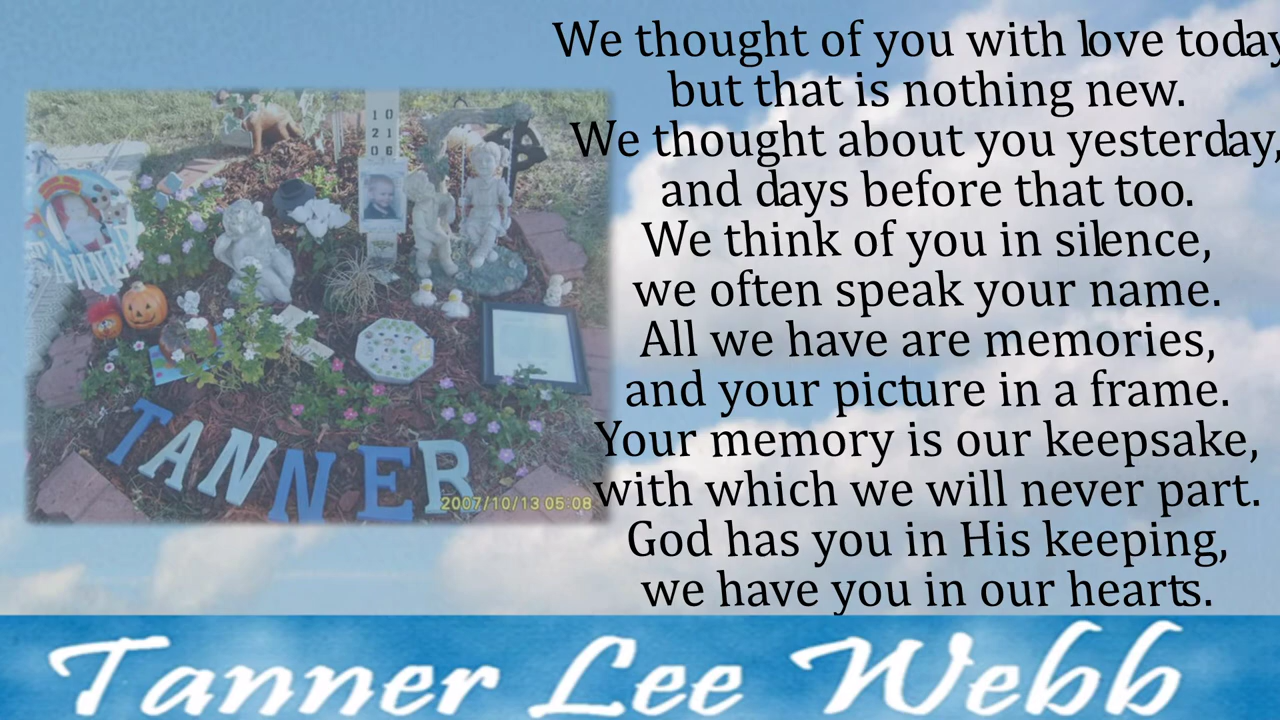 We thought of you with love today
but that is nothing new.
We thought about you yesterday,
and days before that too.
We think of you in silence,
we often speak your name.
All we have are memories,
and your picture in a frame.
Your memory is our keepsake,
with which we will never part.
God has you in His keeping,
we have you in our hearts.
10 01
12 21
06 06
TANNER
TANNER
2007/10/13 05:08
Tanner Lee Webb